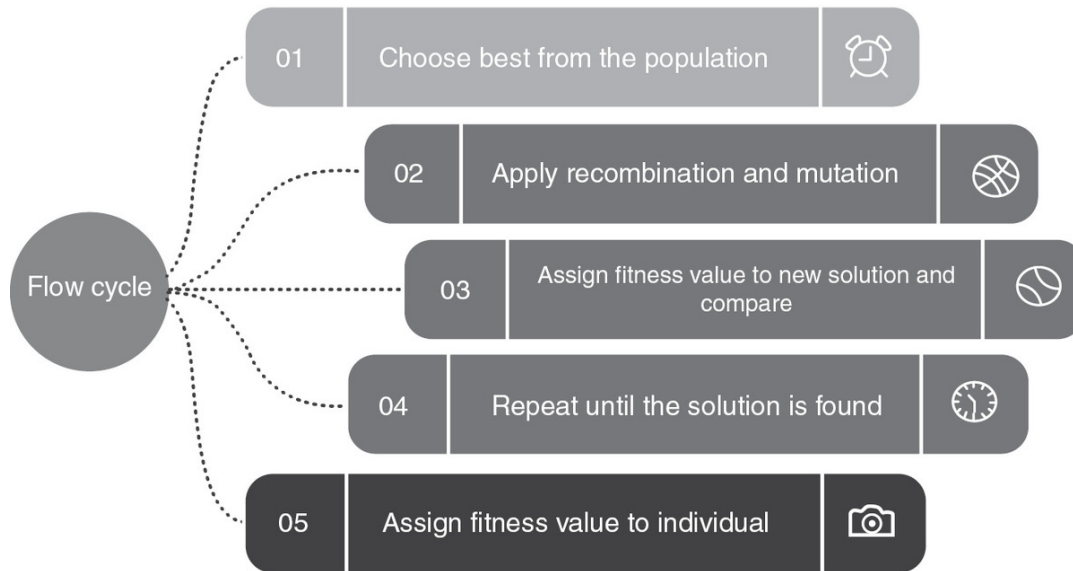 01
Choose best from the population
02
Apply recombination and mutation
Flow cycle
03
Assign fitness value to new solution and
compare
04
Repeat until the solution is found
05
Assign fitness value to individual